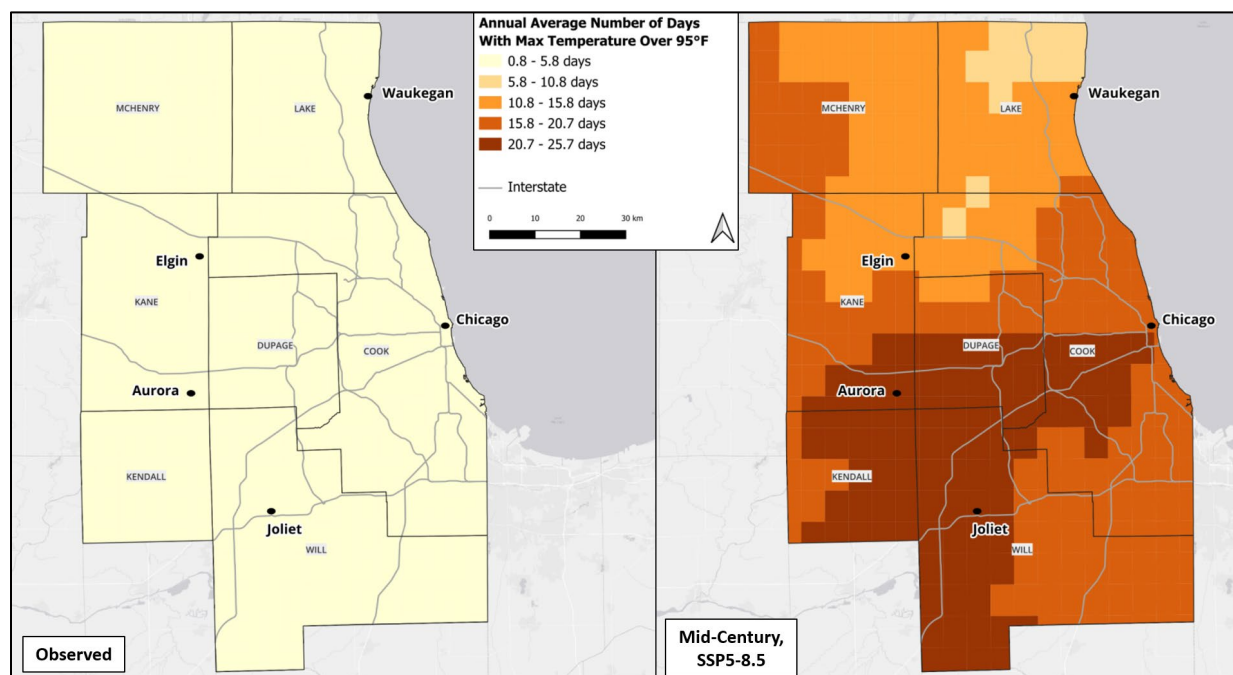 Annual Average Number of Days
With Max Temperature Over 95°F
0.8 - 5.8 days
5.8 - 10.8 days
10.8 - 15.8 days
15.8 - 20.7 days
20.7 - 25.7 days
Interstate
0 10 20 30 km
MCHENRY
LAKE
Waukegan
Elgin
KANE
Chicago
DUPAGE
COOK
Aurora
KENDALL
Joliet
WILL
Observed
MCHENRY
LAKE
Waukegan
Elgin
KANE
Chicago
DUPAGE
COOK
Aurora
KENDALL
Joliet
WILL
Mid-Century,
SSP5-8.5